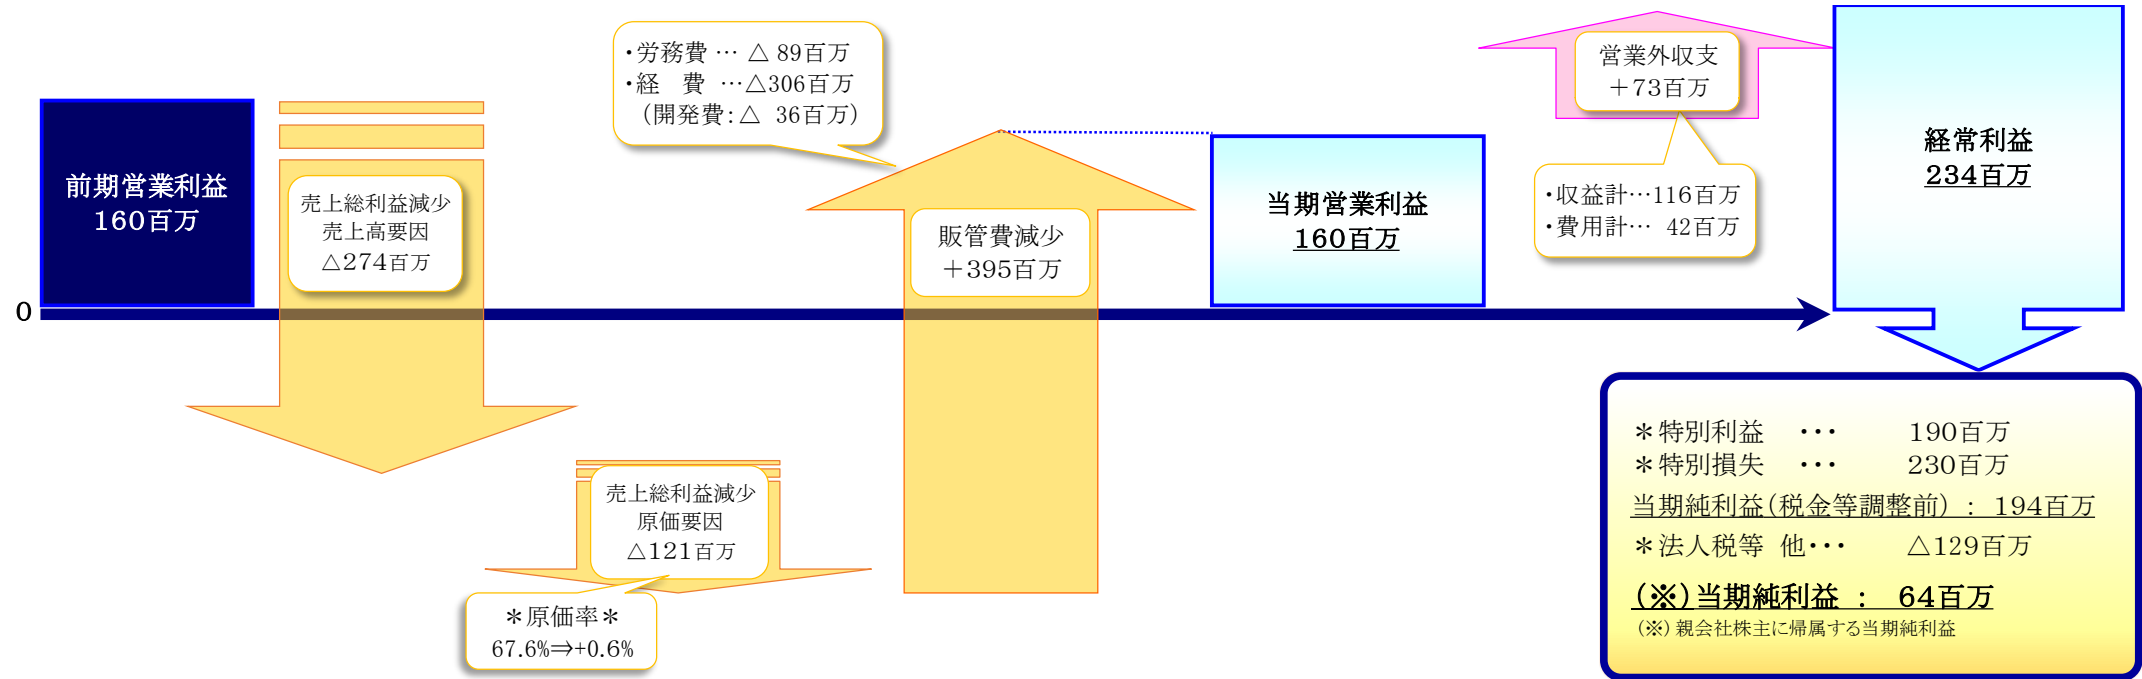 前期営業利益
160百万
0
売上総利益減少
売上高要因
△274百万
・労務費 … △ 89百万
・経　費 …△306百万
(開発費：△ 36百万)
売上総利益減少
原価要因
△121百万
＊原価率＊
67.6%⇒+0.6%
販管費減少
＋395百万
当期営業利益
160百万
営業外収支
＋73百万
・収益計…116百万
・費用計… 42百万
経常利益
234百万
＊特別利益 ・・・ 190百万
＊特別損失 ・・・ 230百万
当期純利益(税金等調整前) ： 194百万
＊法人税等 他・・・ △129百万
(※)当期純利益 ： 64百万
(※) 親会社株主に帰属する当期純利益